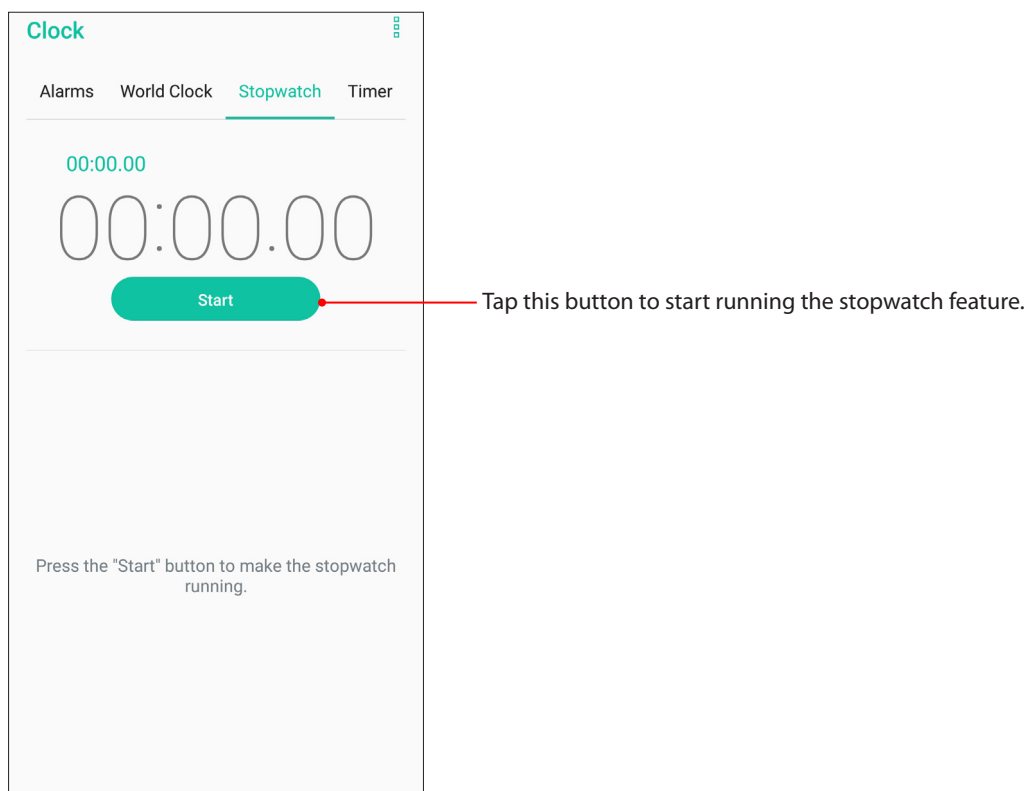 Clock
Alarms World Clock Stopwatch Timer
00:00.00
00:00.00
Start
Tap this button to start running the stopwatch feature.
Press the "Start" button to make the stopwatch
running.